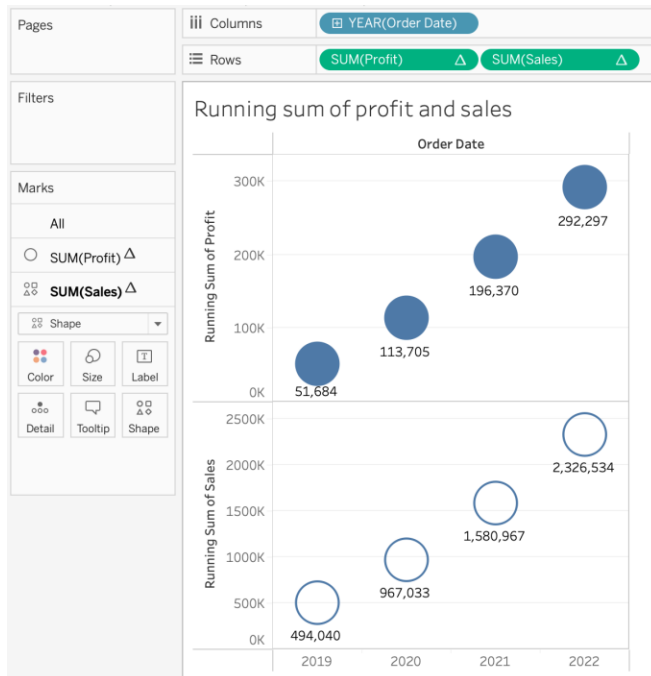 Pages
Columns
YEAR(Order Date)
Rows
SUM(Profit) Δ SUM(Sales) Δ
Filters
Marks
All
SUM(Profit) Δ
SUM(Sales) Δ
Shape
Color Size Label
Detail Tooltip Shape
Running sum of profit and sales
Order Date
Running Sum of Profit
300K
200K
100K
0K
292,297
196,370
113,705
51,684
Running Sum of Sales
2500K
2000K
1500K
1000K
500K
0K
2,326,534
1,580,967
967,033
494,040
2019 2020 2021 2022